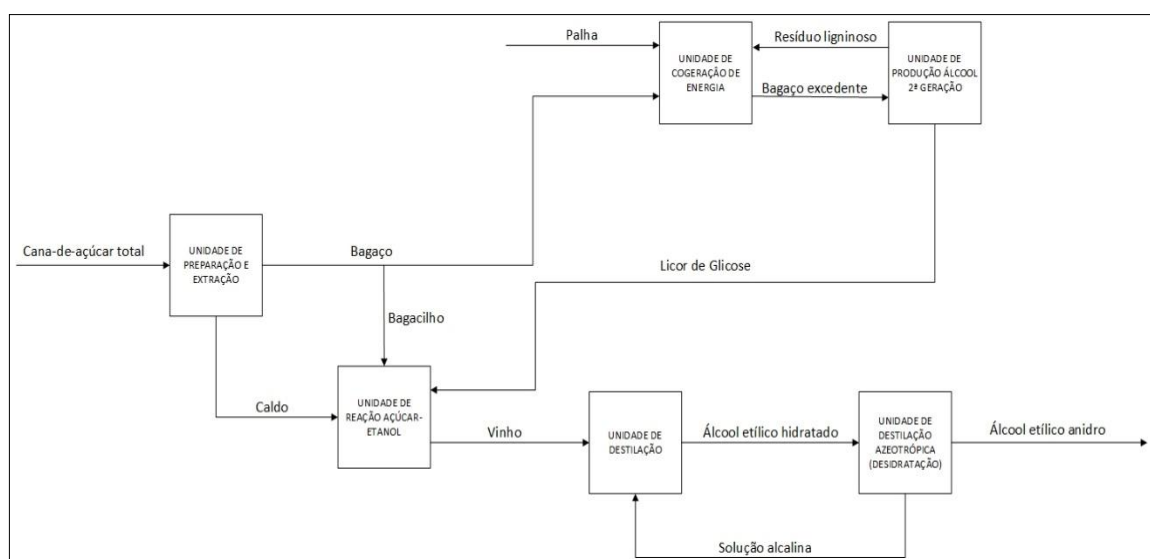 Palha
UNIDADE DE
COGERAÇÃO DE
ENERGIA
Resíduo ligninoso
Bagaço excedente
UNIDADE DE
PRODUÇÃO ÁLCOOL
2ª GERAÇÃO
Cana-de-açúcar total
UNIDADE DE
PREPARAÇÃO E
EXTRAÇÃO
Bagaço
Licor de Glicose
Bagacilho
Caldo
UNIDADE DE
REAÇÃO AÇÚCAR-
ETANOL
Vinho
UNIDADE DE
DESTILAÇÃO
Álcool etílico hidratado
UNIDADE DE
DESTILAÇÃO
AZEOTRÓPICA
(DESIDRATAÇÃO)
Álcool etílico anidro
Solução alcalina